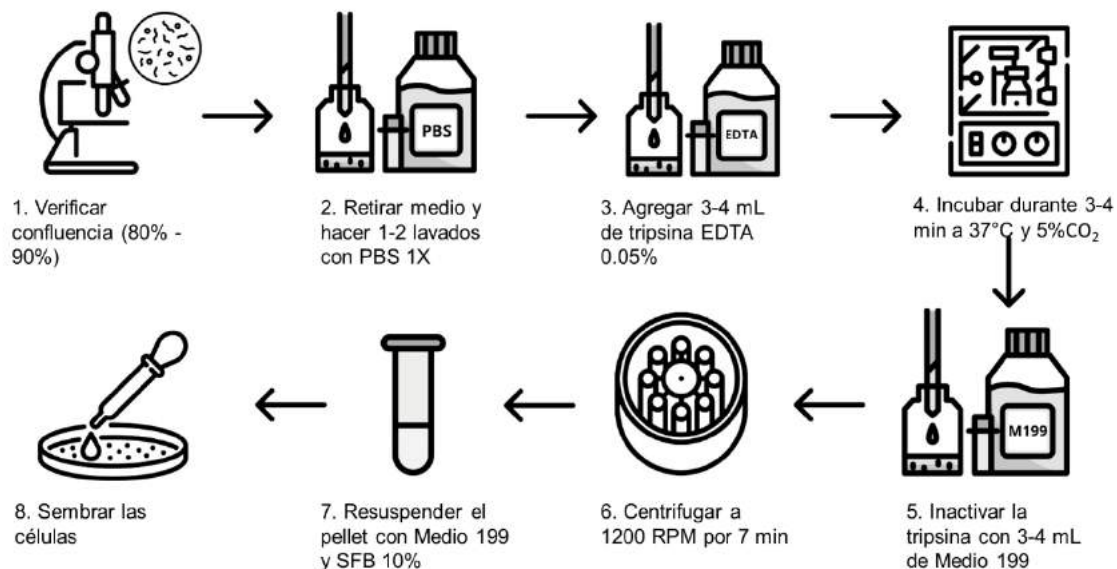 PBS
EDTA
1. Verificar
confluencia (80% -
90%)
2. Retirar medio y
hacer 1-2 lavados
con PBS 1X
3. Agregar 3-4 mL
de tripsina EDTA
0.05%
4. Incubar durante 3-4
min a 37°C y 5%CO₂
M199
8. Sembrar las
células
7. Resuspender el
pellet con Medio 199
y SFB 10%
6. Centrifugar a
1200 RPM por 7 min
5. Inactivar la
tripsina con 3-4 mL
de Medio 199